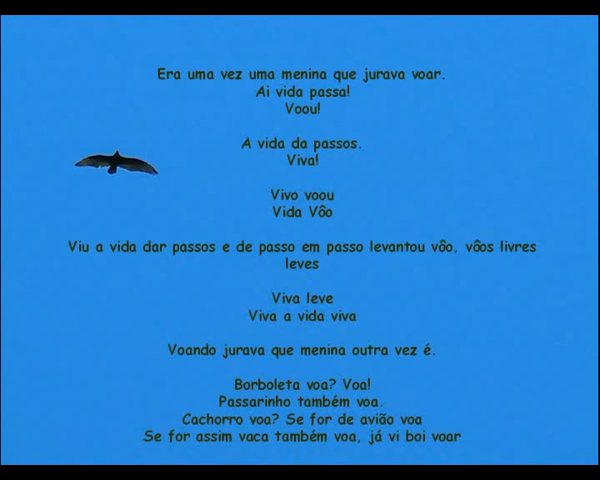 Era uma vez uma menina que jurava voar.
Ai vida passa!
Voou!
A vida da passos.
Viva!
Vivo voou
Vida Vôo
Viu a vida dar passos e de passo em passo levantou vôo, vôos livres
leves
Viva leve
Viva a vida viva
Voando jurava que menina outra vez é.
Borboleta voa? Voa!
Passarinho também voa.
Cachorro voa? Se for de avião voa
Se for assim vaca também voa, já vi boi voar